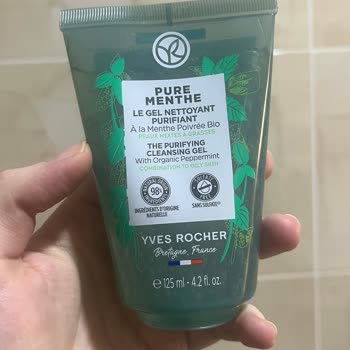 PURE
MENTHE
LE GEL NETTOYANT
PURIFIANT
À la Menthe Poivrée Bio
PEAUX MIXTES & GRASSES
THE PURIFYING
CLEANSING GEL
With Organic Peppermint
COMBINATION TO OILY SKIN
98%
INGRÉDIENTS D'ORIGINE
NATURELLE
SULFATE
FREE
SANS SULFATE
YVES ROCHER
Bretagne, France
e 125 ml - 4.2 fl. oz.